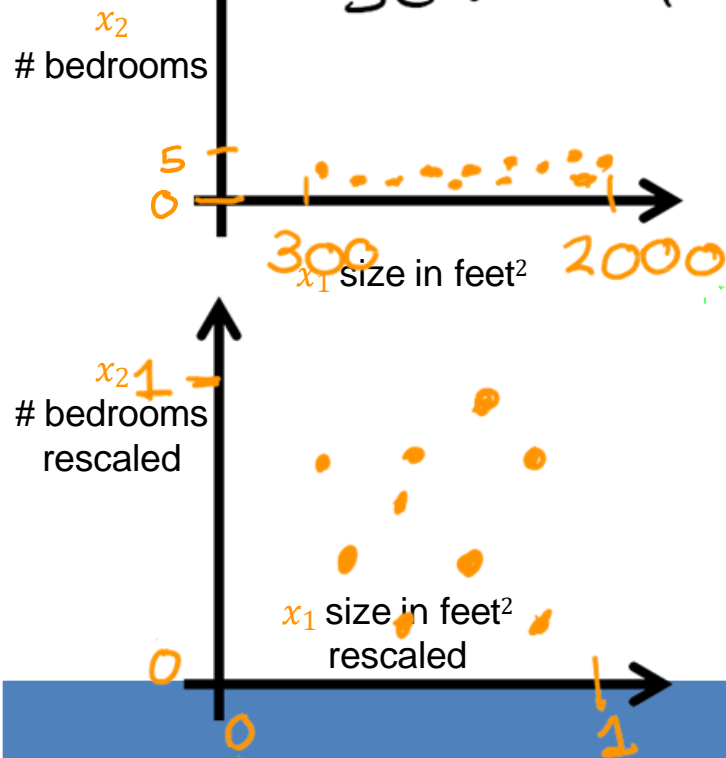 x₂
# bedrooms
5
0
300
2000
x₁ size in feet²
x₂ 1
# bedrooms
rescaled
x₁ size in feet²
rescaled
0
0
1